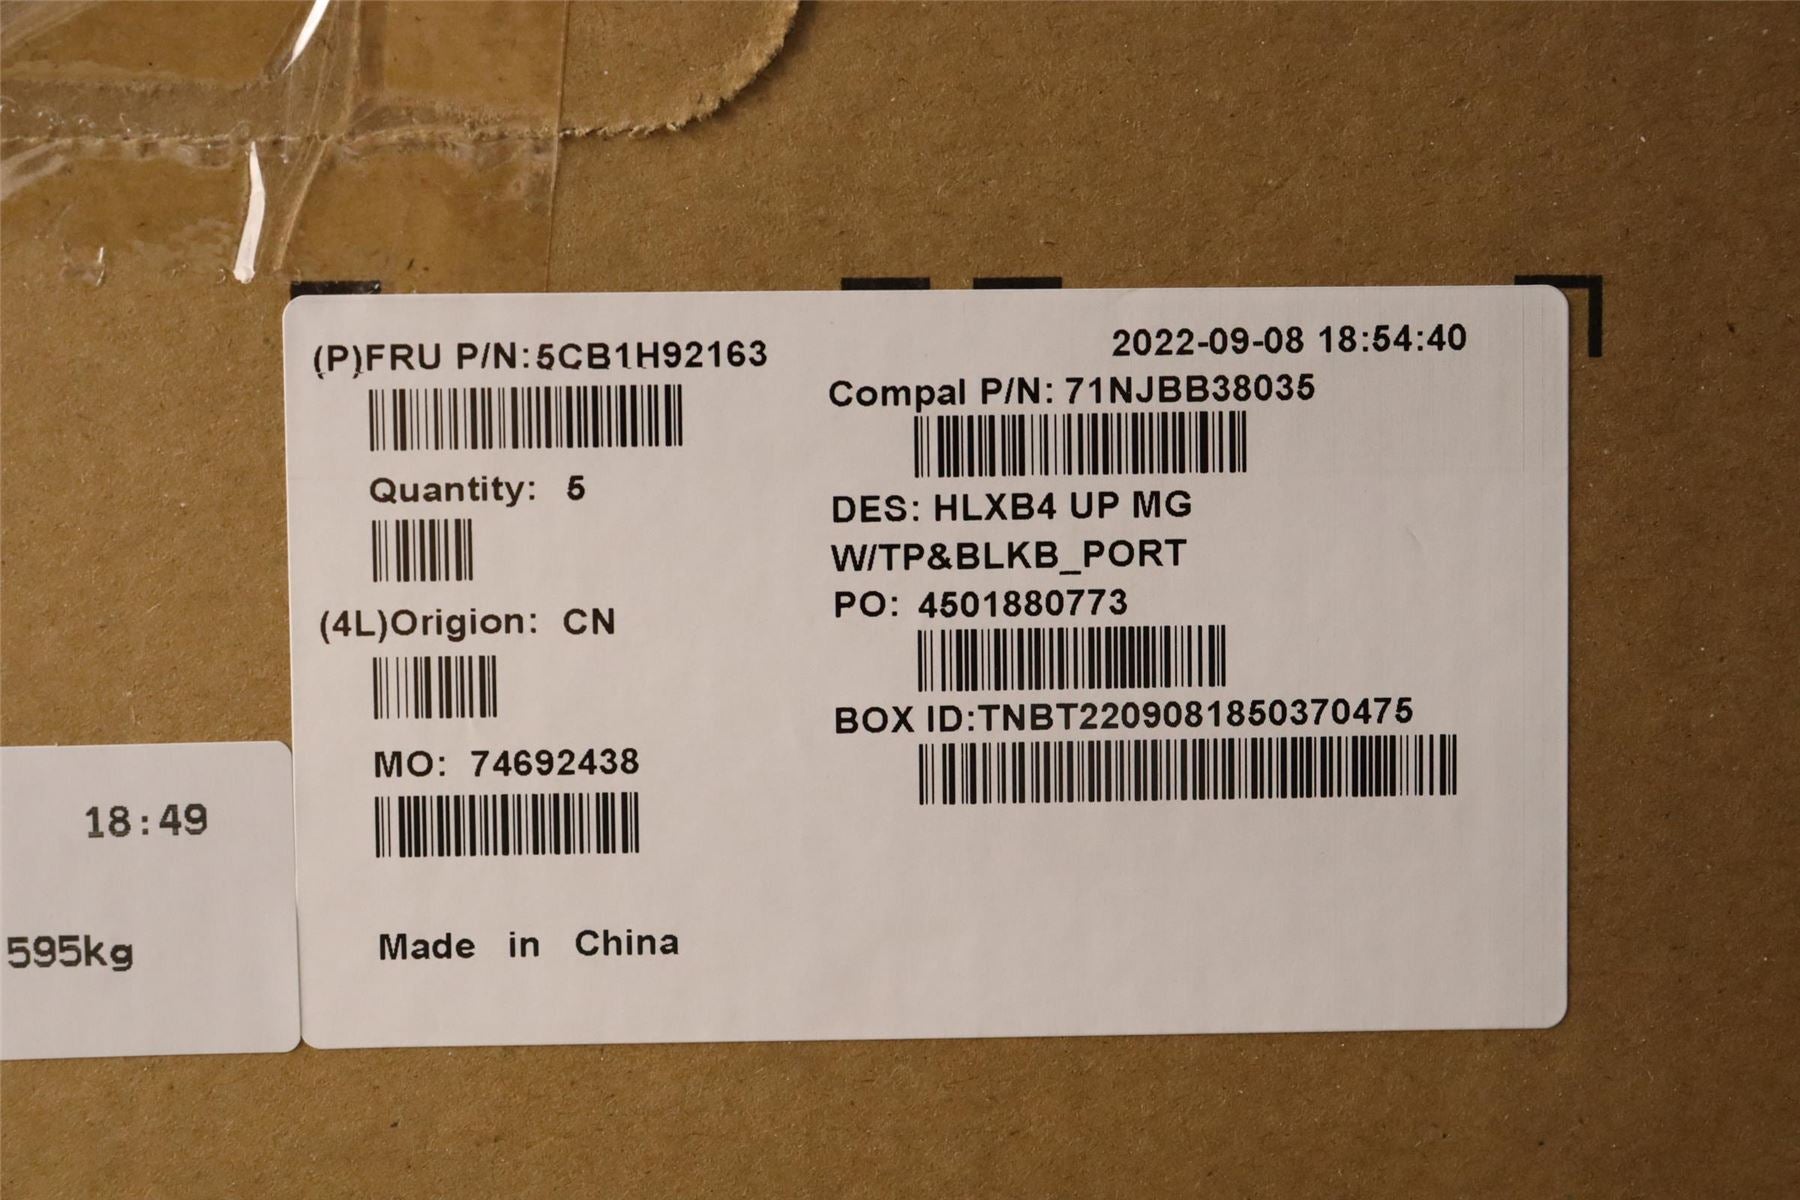 (P)FRU P/N:5CB1H92163
Quantity: 5
(4L)Origion: CN
MO: 74692438
Made in China
2022-09-08 18:54:40
Compal P/N: 71NJBB38035
DES: HLXB4 UP MG
W/TP&BLKB_PORT
PO: 4501880773
BOX ID:TNBT2209081850370475
18:49
595kg